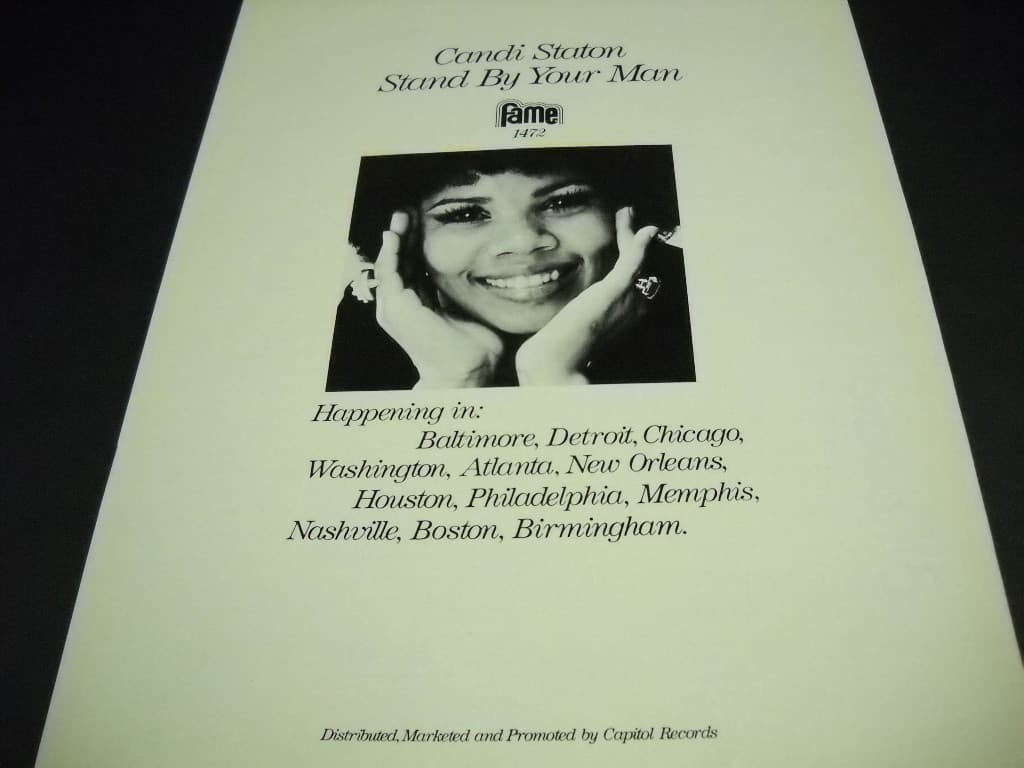 Candi Staton
Stand By Your Man
fame
1472
Happening in:
Baltimore, Detroit, Chicago,
Washington, Atlanta, New Orleans,
Houston, Philadelphia, Memphis,
Nashville, Boston, Birmingham.
Distributed, Marketed and Promoted by Capitol Records